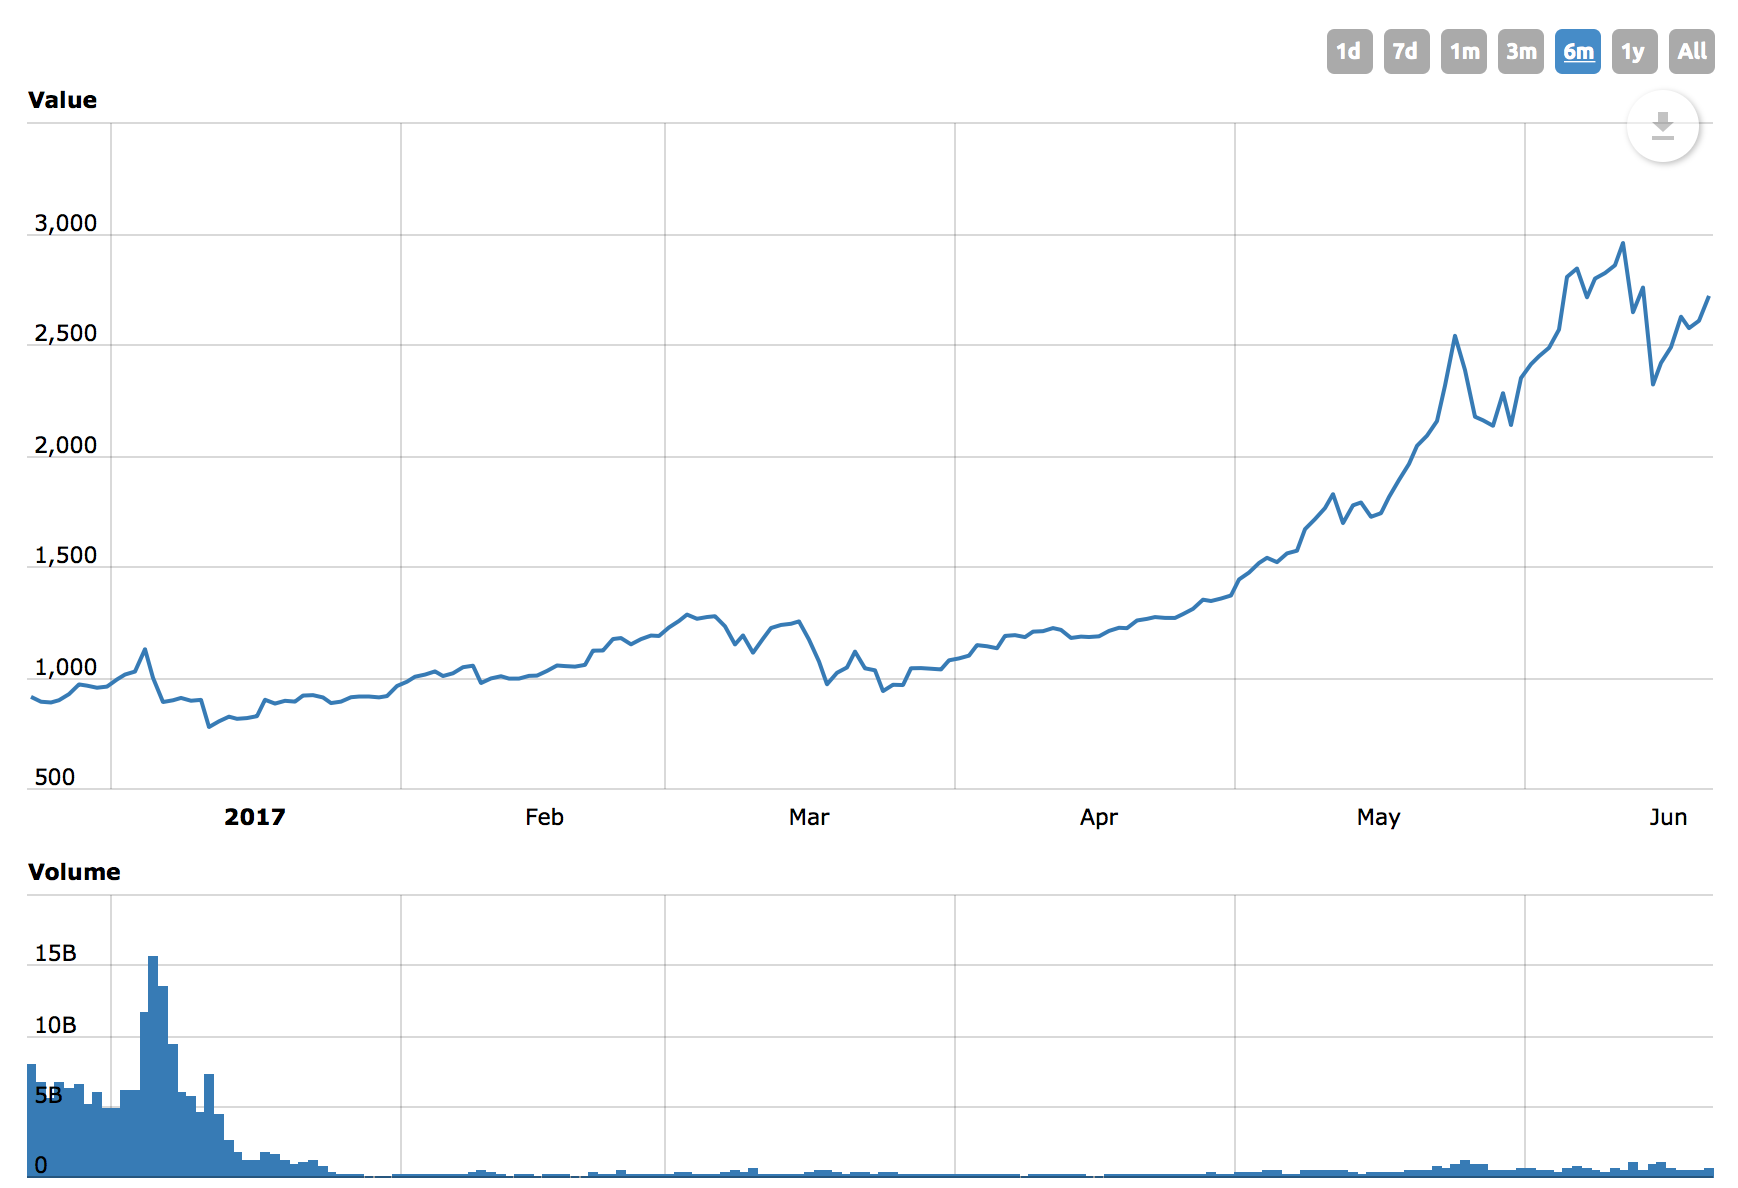 1d 7d 1m 3m 6m 1y All
Value
3,000
2,500
2,000
1,500
1,000
500
2017 Feb Mar Apr May Jun
Volume
15B
10B
5B
0